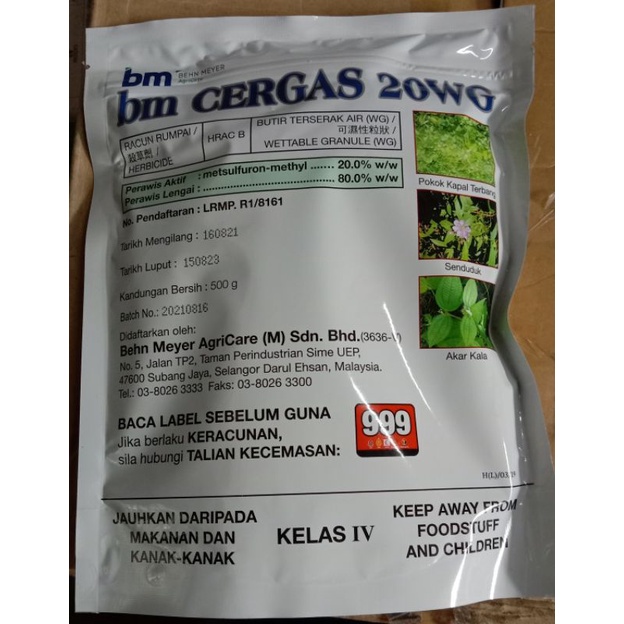 bm BEHN MEYER
AgriCare
bm CERGAS 20WG
RACUN RUMPAI /
殺草劑 /
HERBICIDE
HRAC B
BUTIR TERSERAK AIR (WG) /
可濕性粒狀 /
WETTABLE GRANULE (WG)
Perawis Aktif : metsulfuron-methyl ....... 20.0% w/w
Perawis Lengai : ................................. 80.0% w/w
No. Pendaftaran : LRMP. R1/8161
Tarikh Mengilang : 160821
Tarikh Luput : 150823
Kandungan Bersih : 500 g
Batch No.: 20210816
Didaftarkan oleh:
Behn Meyer AgriCare (M) Sdn. Bhd.(3636-V)
No. 5, Jalan TP2, Taman Perindustrian Sime UEP,
47600 Subang Jaya, Selangor Darul Ehsan, Malaysia.
Tel.: 03-8026 3333 Faks: 03-8026 3300
Pokok Kapal Terbang
Senduduk
Akar Kala
BACA LABEL SEBELUM GUNA
Jika berlaku KERACUNAN,
sila hubungi TALIAN KECEMASAN:
999
JAUHKAN DARIPADA
MAKANAN DAN
KANAK-KANAK
KELAS IV
KEEP AWAY FROM
FOODSTUFF
AND CHILDREN